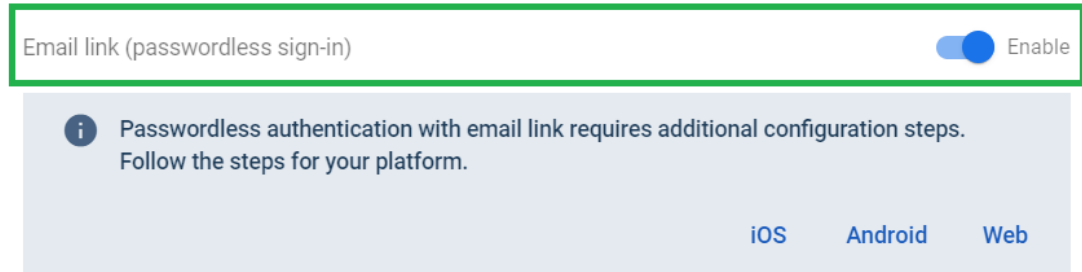 Email link (passwordless sign-in) Enable
Passwordless authentication with email link requires additional configuration steps.
Follow the steps for your platform.
iOS Android Web